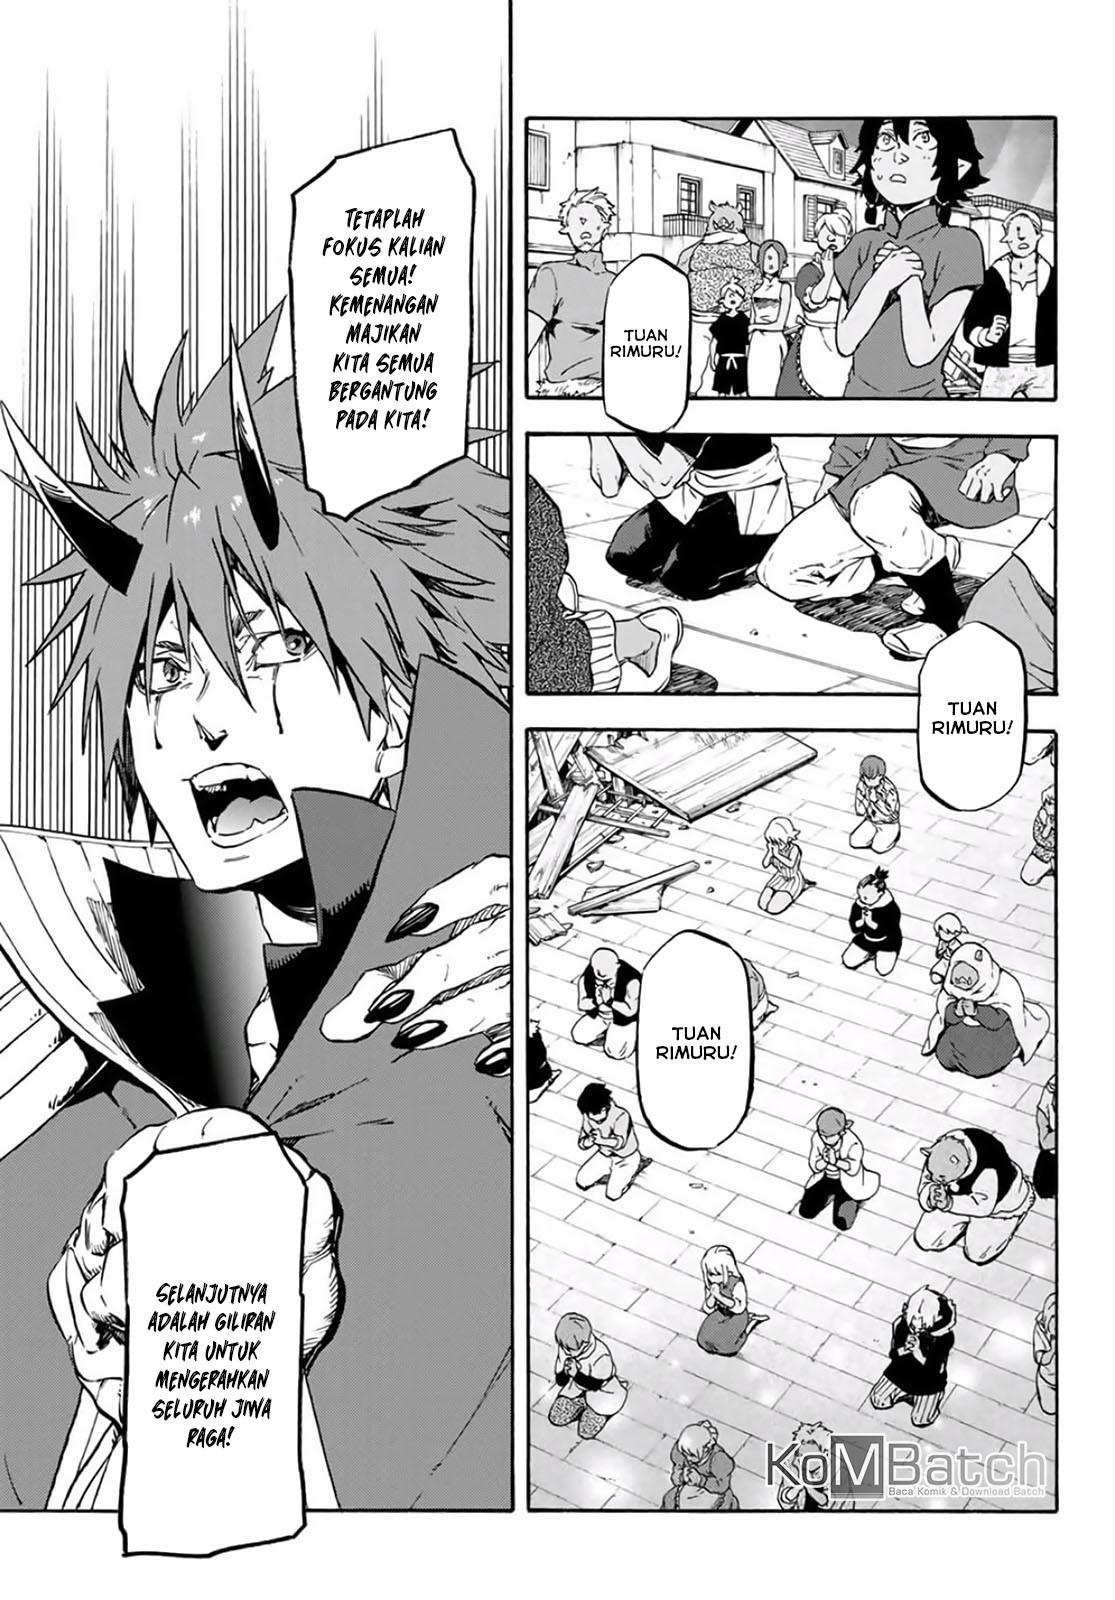 TUAN
RIMURU!
TUAN
RIMURU!
TUAN
RIMURU!
TETAPLAH
FOKUS KALIAN
SEMUA!
KEMENANGAN
MAJIKAN
KITA SEMUA
BERGANTUNG
PADA KITA!
SELANJUTNYA
ADALAH GILIRAN
KITA UNTUK
MENGERAHKAN
SELURUH JIWA
RAGA!
KoMBatch
Baca Komik & Download Batch